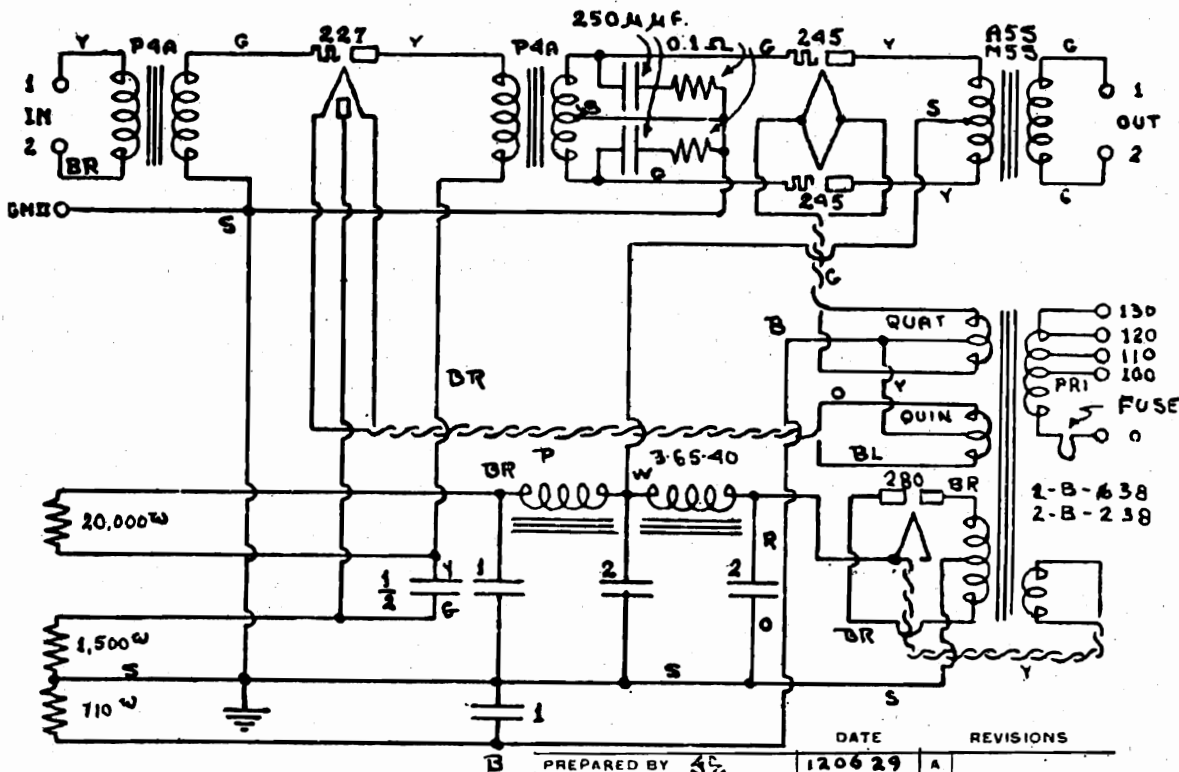 250 μμF.
0.1 Ω
Y
P4A
G
227
Y
P4A
G
245
Y
A55
M55
G
1
IN
2
BR
B
S
1
OUT
2
G
245
Y
G
GND
S
G
130
120
110
100
QUAT
B
BR
Y
PRI
FUSE
O
QUIN
0
BL
BR
P
W
3-65-40
280
BR
2-B-638
2-B-238
20,000 ω
R
1/2
Y
G
1
2
2
O
BR
1,500 ω
S
S
S
Y
710 ω
1
B
DATE
REVISIONS
PREPARED BY
120629
A